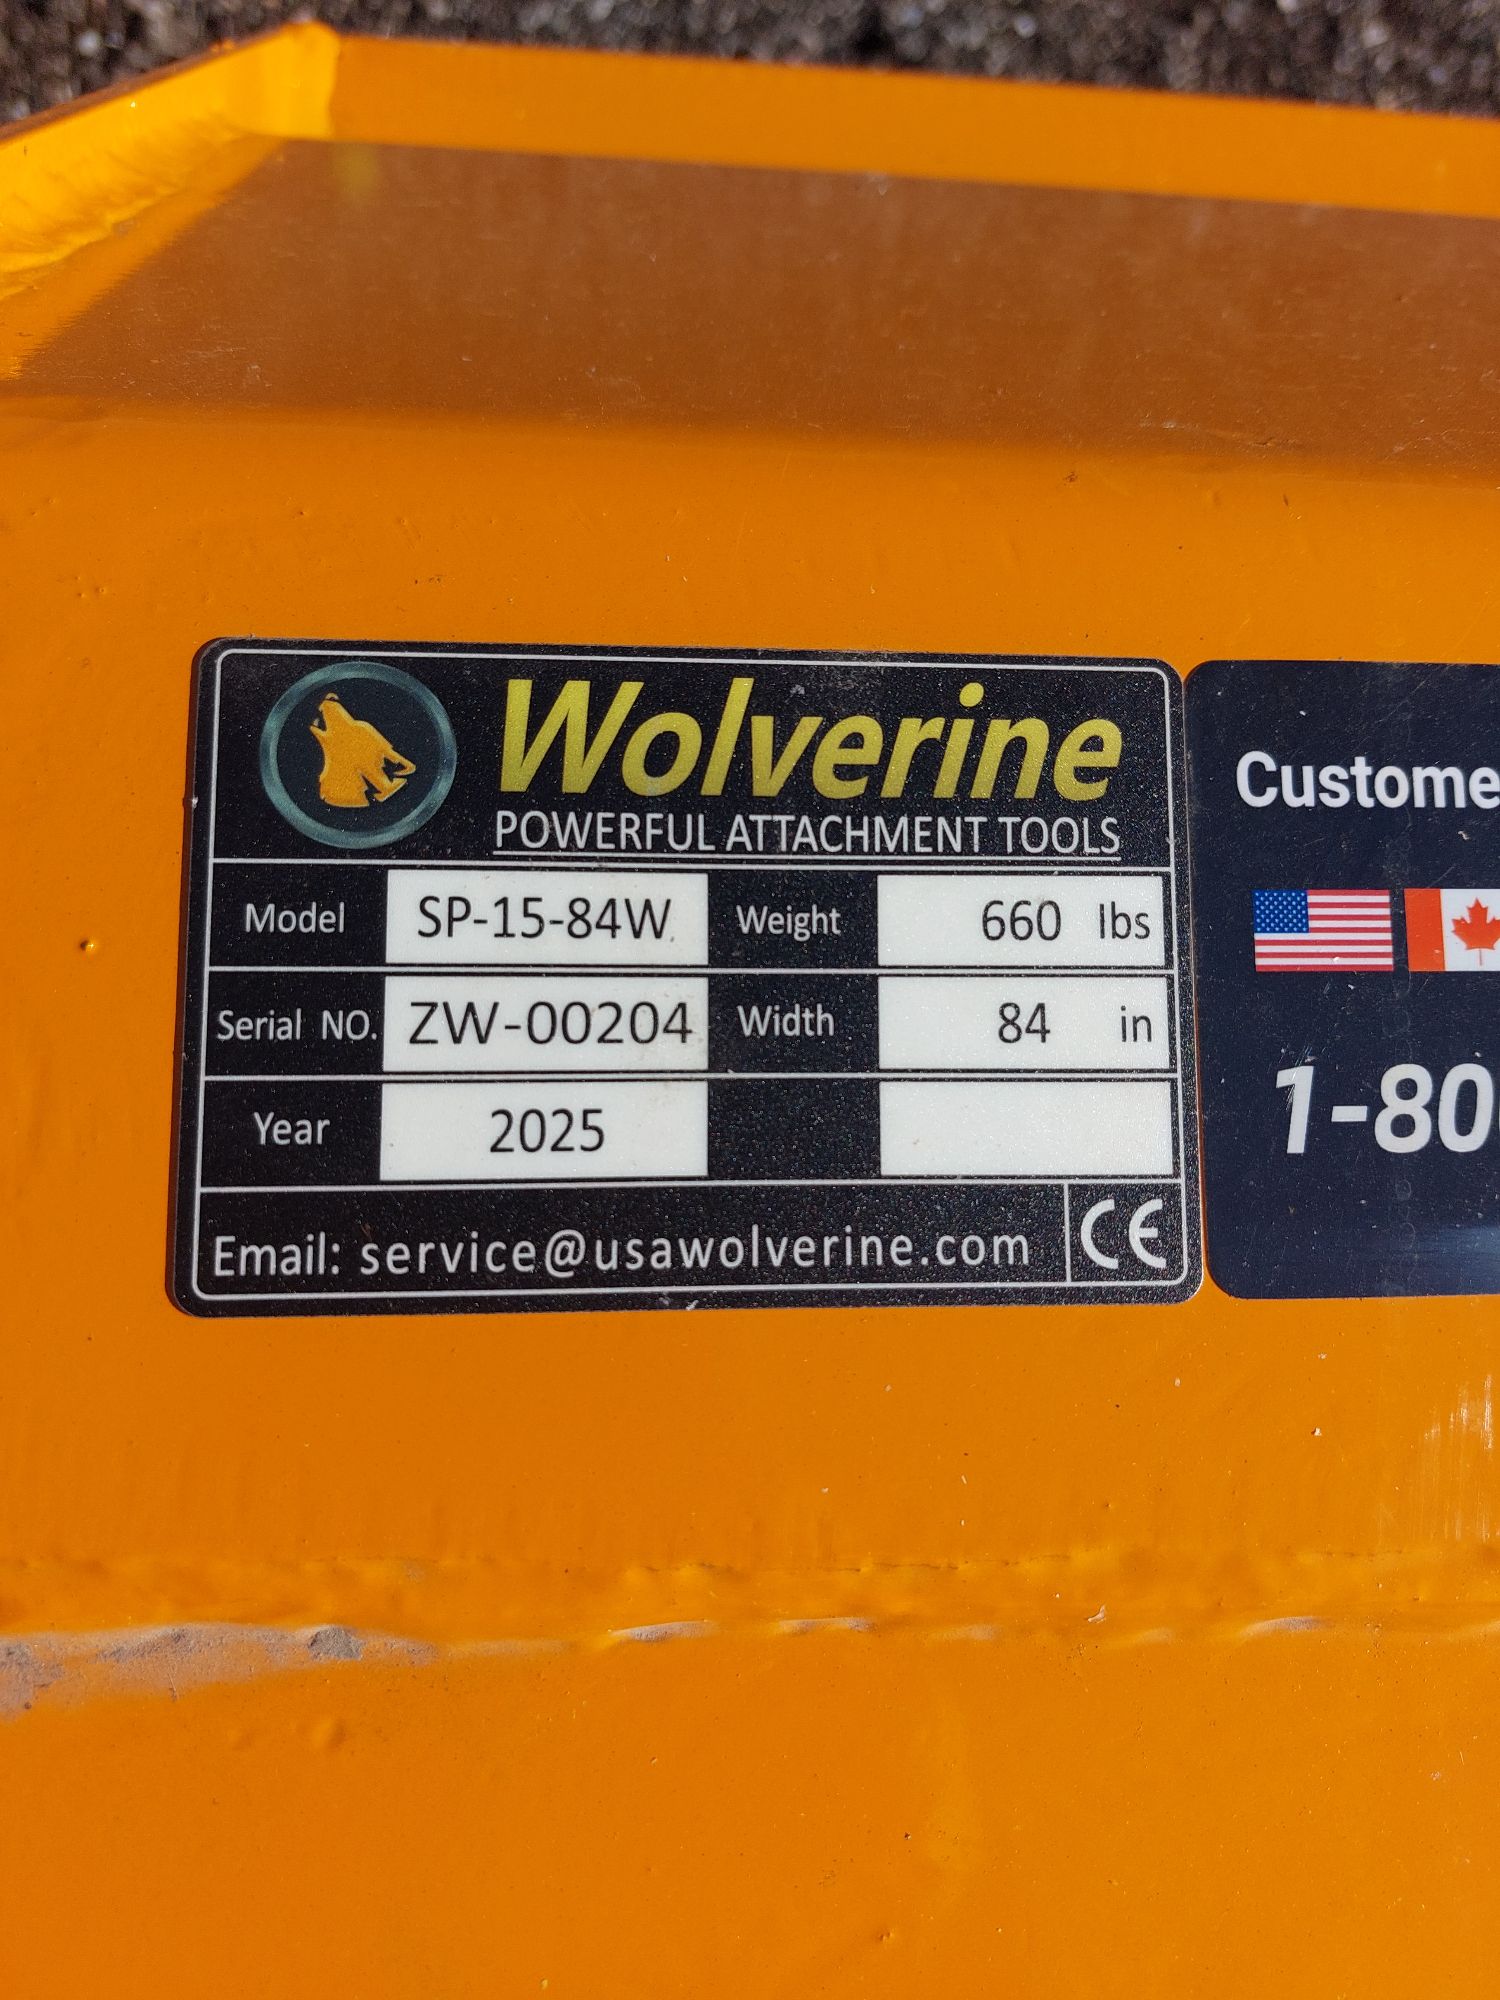 Wolverine
POWERFUL ATTACHMENT TOOLS
Model SP-15-84W Weight 660 lbs
Serial NO. ZW-00204 Width 84 in
Year 2025
Email: service@usawolverine.com CE
Custome
1-80